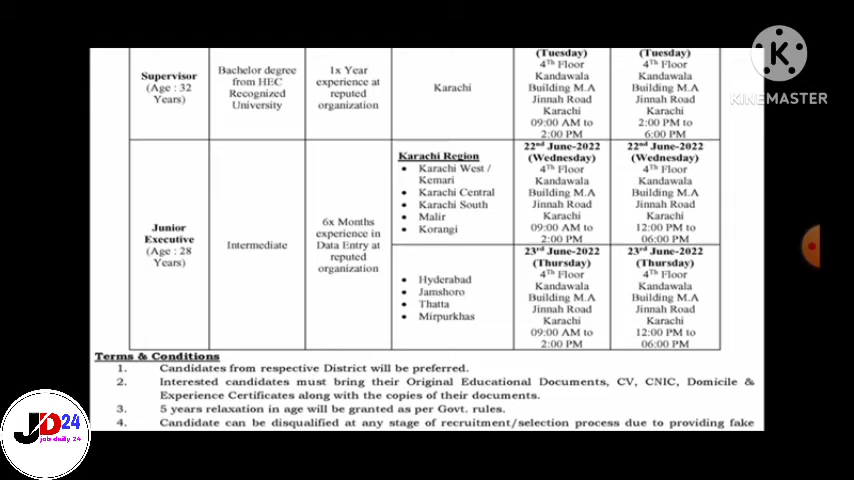 Supervisor
(Age : 32
Years)
Bachelor degree
from HEC
Recognized
University
1x Year
experience at
reputed
organization
Karachi
(Tuesday)
4Th Floor
Kandawala
Building M.A
Jinnah Road
Karachi
09:00 AM to
2:00 PM
(Tuesday)
4Th Floor
Kandawala
Building M.A
Jinnah Road
Karachi
2:00 PM to
6:00 PM
Junior
Executive
(Age : 28
Years)
Intermediate
6x Months
experience in
Data Entry at
reputed
organization
Karachi Region
• Karachi West /
Kemari
• Karachi Central
• Karachi South
• Malir
• Korangi
22nd June-2022
(Wednesday)
4Th Floor
Kandawala
Building M.A
Jinnah Road
Karachi
09:00 AM to
2:00 PM
22nd June-2022
(Wednesday)
4Th Floor
Kandawala
Building M.A
Jinnah Road
Karachi
12:00 PM to
06:00 PM
• Hyderabad
• Jamshoro
• Thatta
• Mirpurkhas
23rd June-2022
(Thursday)
4Th Floor
Kandawala
Building M.A
Jinnah Road
Karachi
09:00 AM to
2:00 PM
23rd June-2022
(Thursday)
4Th Floor
Kandawala
Building M.A
Jinnah Road
Karachi
12:00 PM to
06:00 PM
Terms & Conditions
1. Candidates from respective District will be preferred.
2. Interested candidates must bring their Original Educational Documents, CV, CNIC, Domicile &
Experience Certificates along with the copies of their documents.
3. 5 years relaxation in age will be granted as per Govt. rules.
4. Candidate can be disqualified at any stage of recruitment/selection process due to providing fake
KINEMASTER
JD24
job daily 24